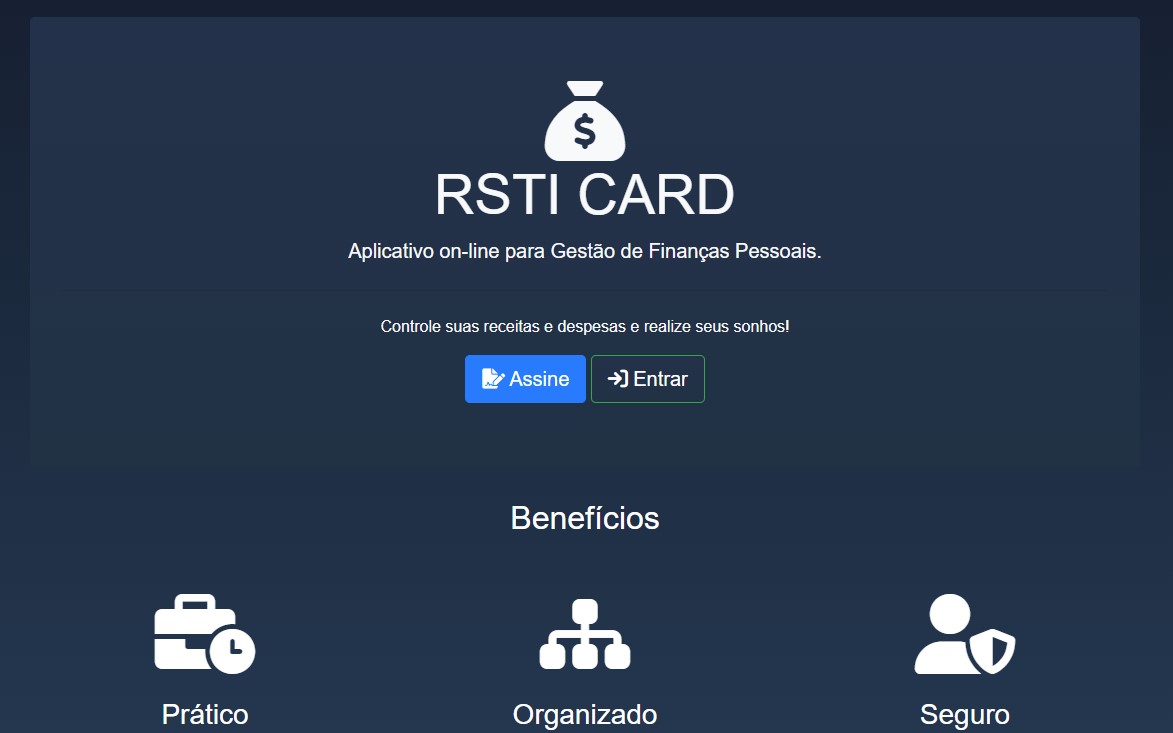 $
RSTI CARD
Aplicativo on-line para Gestão de Finanças Pessoais.
Controle suas receitas e despesas e realize seus sonhos!
Assine Entrar
Benefícios
Prático Organizado Seguro